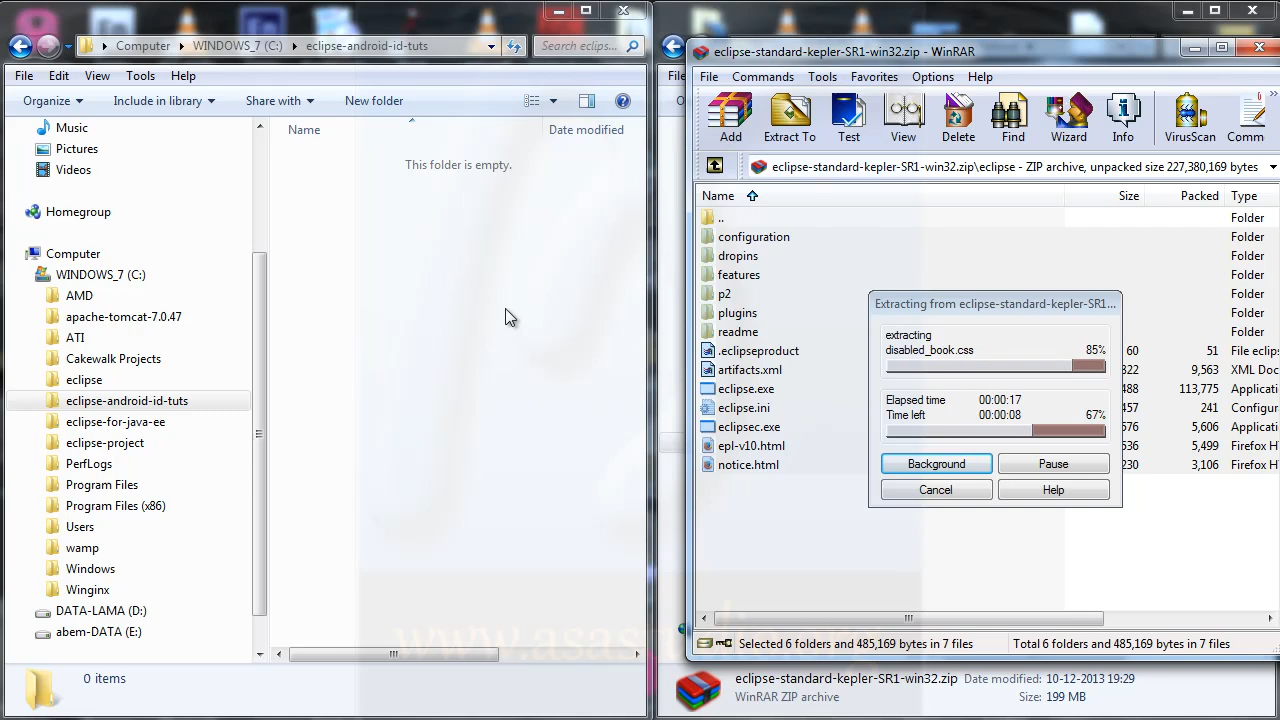 Computer
WINDOWS_7 (C:)
eclipse-android-id-tuts
Search eclips...
File
Edit
View
Tools
Help
Organize
Include in library
Share with
New folder
Music
Pictures
Videos
Homegroup
Computer
WINDOWS_7 (C:)
AMD
apache-tomcat-7.0.47
ATI
Cakewalk Projects
eclipse
eclipse-android-id-tuts
eclipse-for-java-ee
eclipse-project
PerfLogs
Program Files
Program Files (x86)
Users
wamp
Windows
Winginx
DATA-LAMA (D:)
abem-DATA (E:)
Name
Date modified
This folder is empty.
0 items
eclipse-standard-kepler-SR1-win32.zip - WinRAR
File
Commands
Tools
Favorites
Options
Help
Add
Extract To
Test
View
Delete
Find
Wizard
Info
VirusScan
Comm
eclipse-standard-kepler-SR1-win32.zip\eclipse - ZIP archive, unpacked size 227,380,169 bytes
Name
Size
Packed
Type
..
Folder
configuration
Folder
dropins
Folder
features
Folder
p2
Folder
plugins
Folder
readme
Folder
.eclipseproduct
60
51
File eclips
artifacts.xml
322
9,563
XML Doc
eclipse.exe
488
113,775
Applicati
eclipse.ini
457
241
Configur
eclipsec.exe
576
5,606
Applicati
epl-v10.html
536
5,499
Firefox H
notice.html
230
3,106
Firefox H
Extracting from eclipse-standard-kepler-SR1...
extracting
disabled_book.css
85%
Elapsed time
00:00:17
Time left
00:00:08
67%
Background
Pause
Cancel
Help
Selected 6 folders and 485,169 bytes in 7 files
Total 6 folders and 485,169 bytes in 7 files
eclipse-standard-kepler-SR1-win32.zip
Date modified: 10-12-2013 19:29
WinRAR ZIP archive
Size: 199 MB